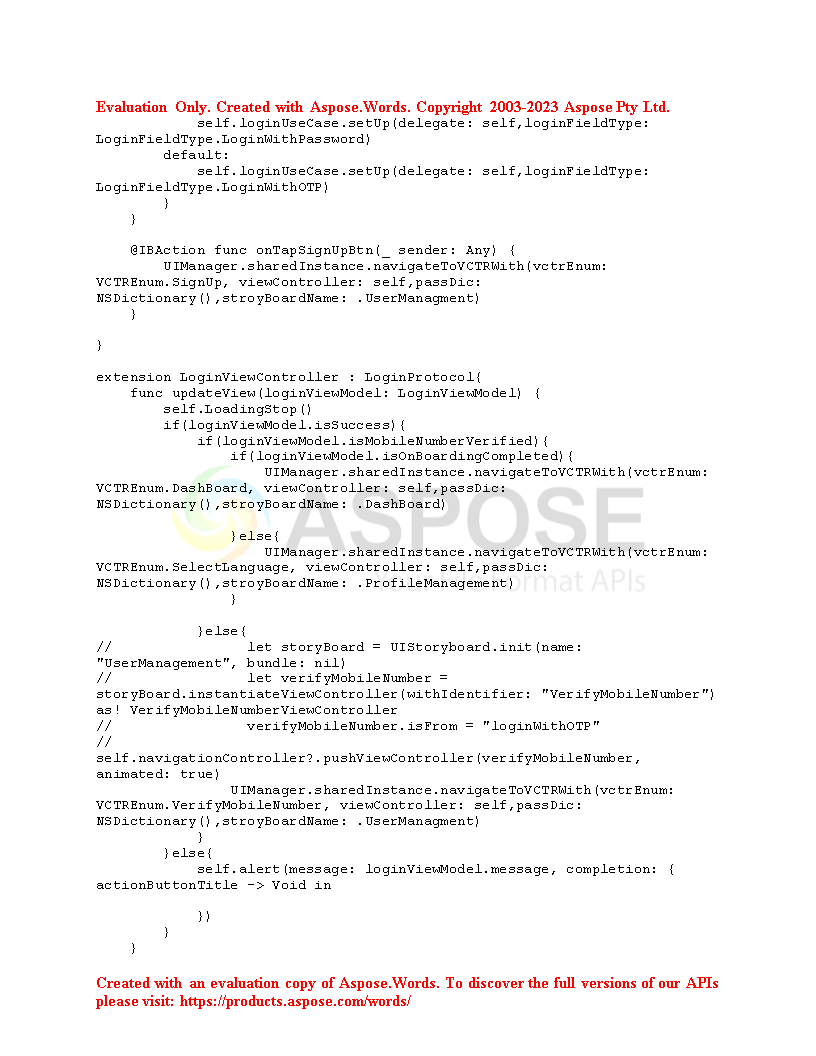 Evaluation Only. Created with Aspose.Words. Copyright 2003-2023 Aspose Pty Ltd.
            self.loginUseCase.setUp(delegate: self,loginFieldType:
LoginFieldType.LoginWithPassword)
        default:
            self.loginUseCase.setUp(delegate: self,loginFieldType:
LoginFieldType.LoginWithOTP)
        }
    }
    @IBAction func onTapSignUpBtn(_ sender: Any) {
        UIManager.sharedInstance.navigateToVCTRWith(vctrEnum:
VCTREnum.SignUp, viewController: self,passDic:
NSDictionary(),stroyBoardName: .UserManagment)
    }
}
extension LoginViewController : LoginProtocol{
    func updateView(loginViewModel: LoginViewModel) {
        self.LoadingStop()
        if(loginViewModel.isSuccess){
            if(loginViewModel.isMobileNumberVerified){
                if(loginViewModel.isOnBoardingCompleted){
                    UIManager.sharedInstance.navigateToVCTRWith(vctrEnum:
VCTREnum.DashBoard, viewController: self,passDic:
NSDictionary(),stroyBoardName: .DashBoard)
ASPOSE
                }else{
                    UIManager.sharedInstance.navigateToVCTRWith(vctrEnum:
VCTREnum.SelectLanguage, viewController: self,passDic:
NSDictionary(),stroyBoardName: .ProfileManagement)
format APIs
                }
            }else{
//                let storyBoard = UIStoryboard.init(name:
"UserManagement", bundle: nil)
//                let verifyMobileNumber =
storyBoard.instantiateViewController(withIdentifier: "VerifyMobileNumber")
as! VerifyMobileNumberViewController
//                verifyMobileNumber.isFrom = "loginWithOTP"
//
self.navigationController?.pushViewController(verifyMobileNumber,
animated: true)
                UIManager.sharedInstance.navigateToVCTRWith(vctrEnum:
VCTREnum.VerifyMobileNumber, viewController: self,passDic:
NSDictionary(),stroyBoardName: .UserManagment)
            }
        }else{
            self.alert(message: loginViewModel.message, completion: {
actionButtonTitle -> Void in
            })
        }
    }
Created with an evaluation copy of Aspose.Words. To discover the full versions of our APIs
please visit: https://products.aspose.com/words/